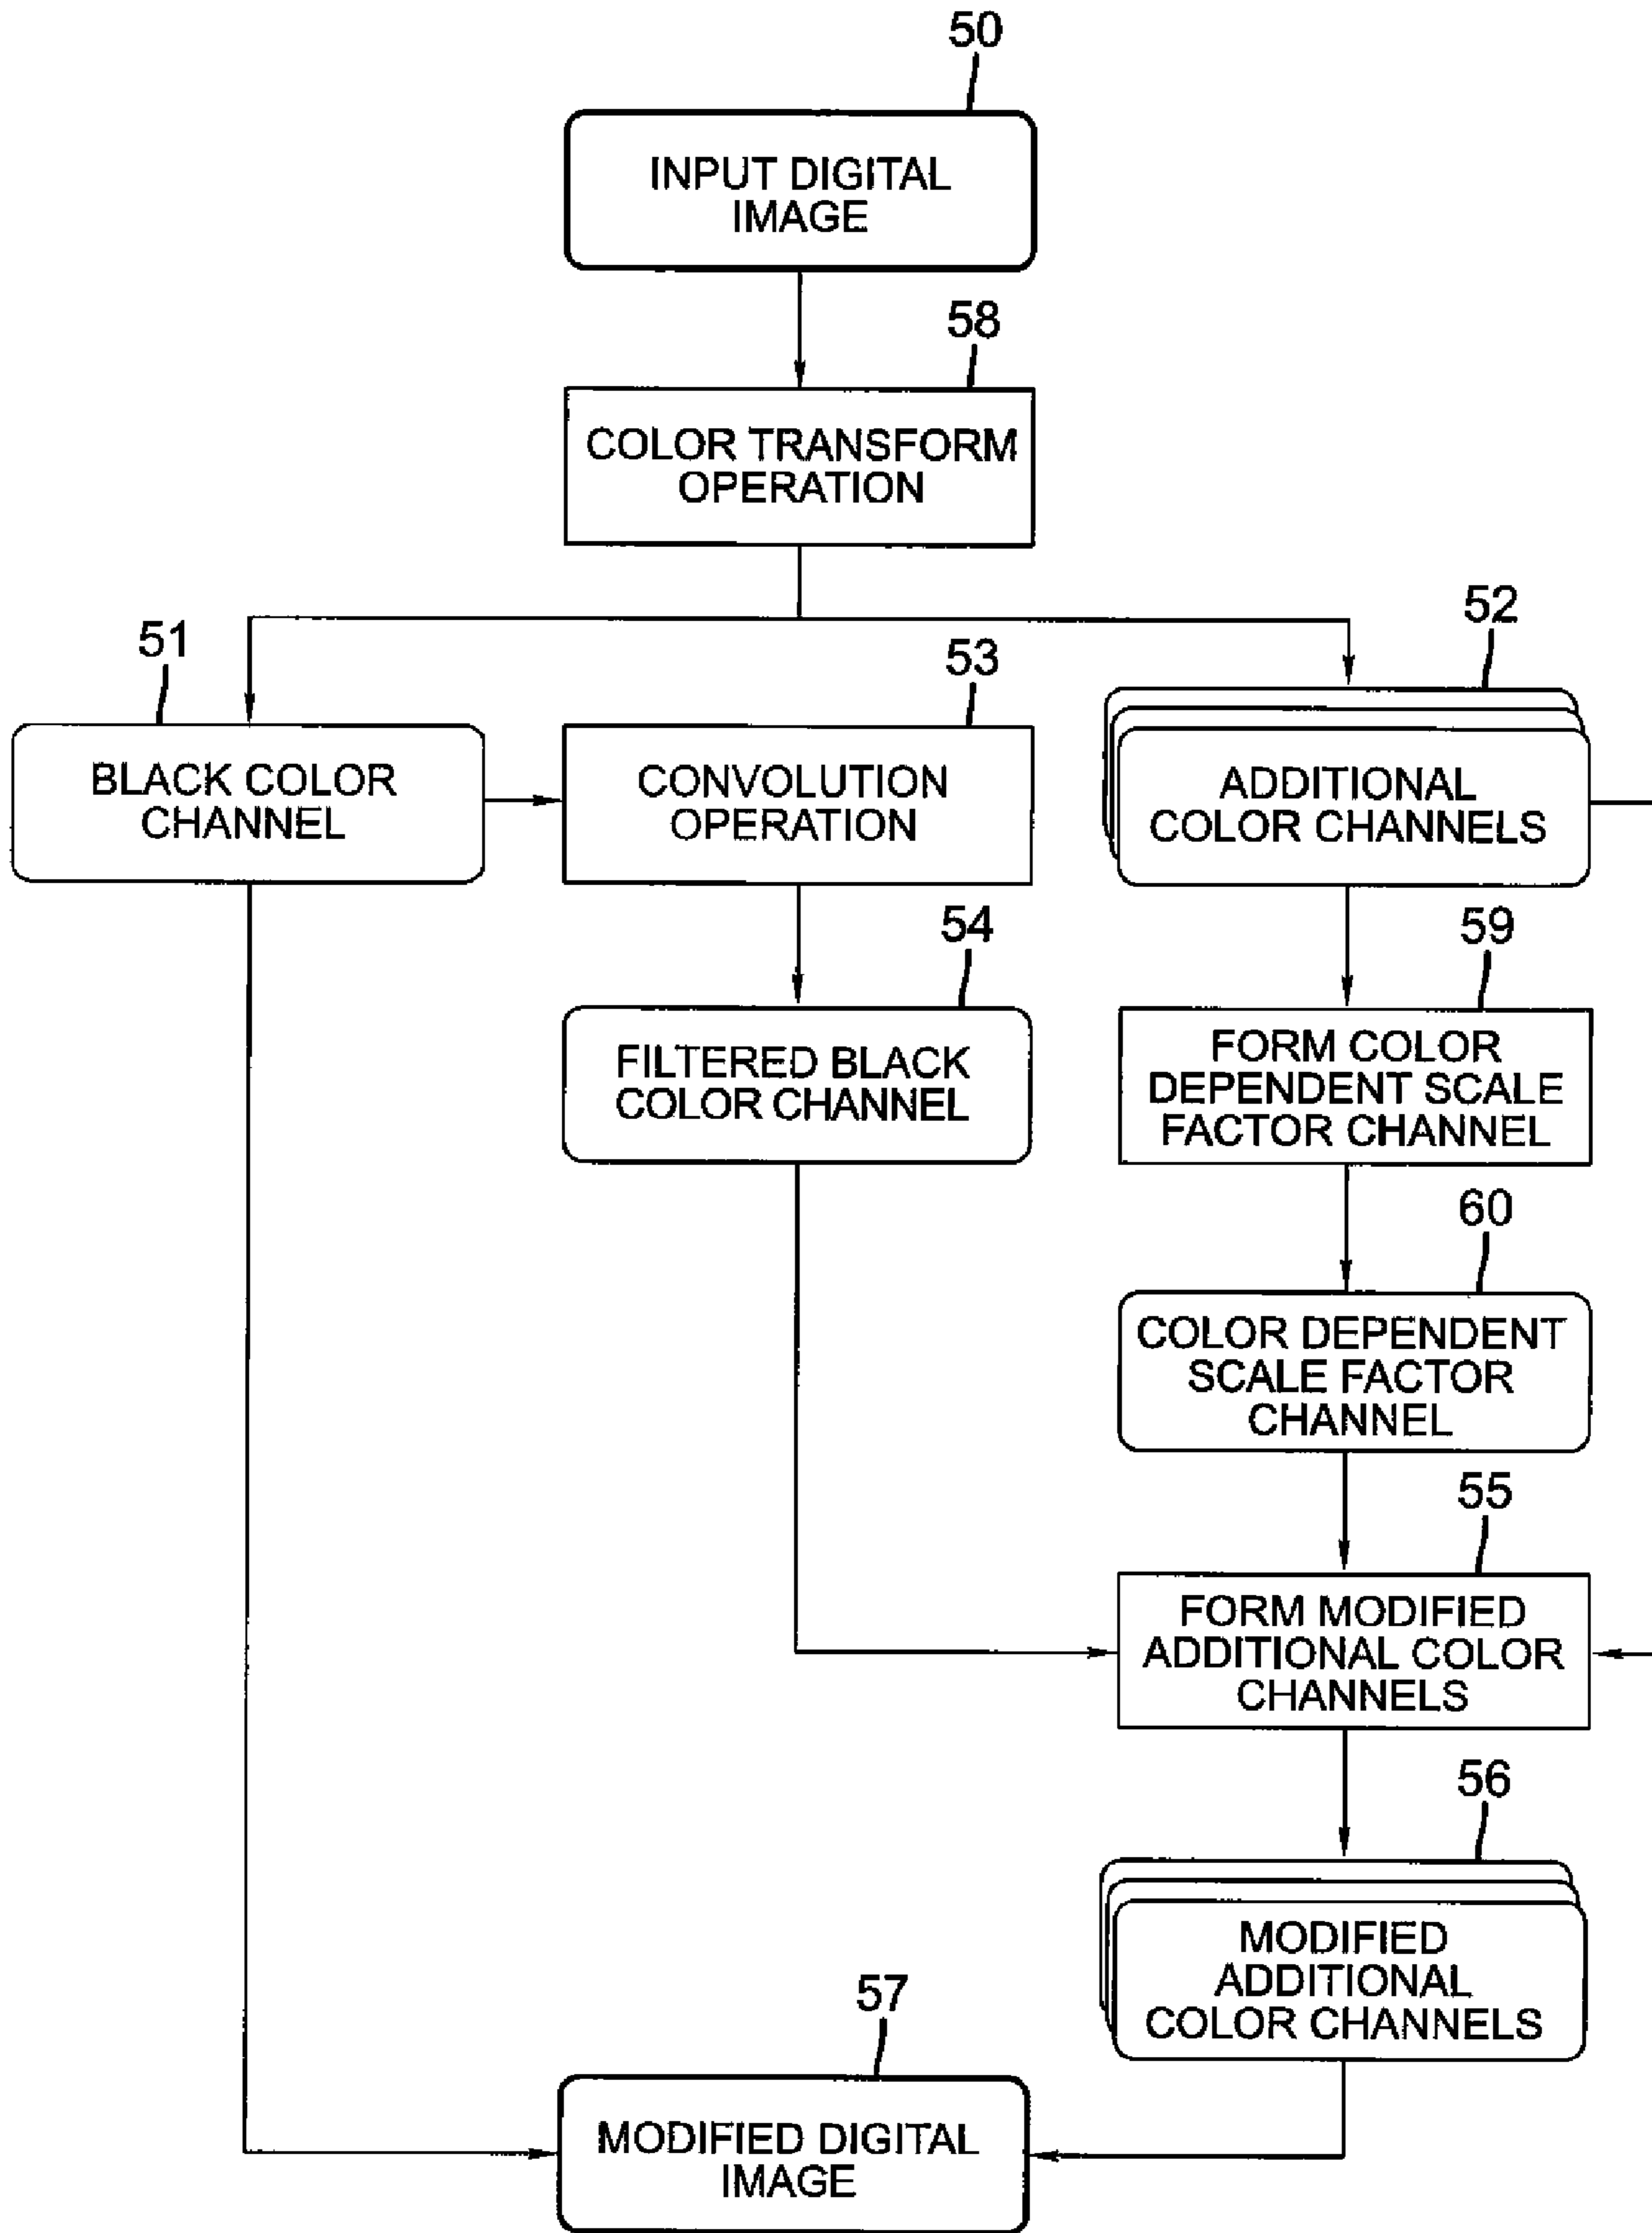 50
INPUT DIGITAL
IMAGE
58
COLOR TRANSFORM
OPERATION
51
BLACK COLOR
CHANNEL
53
CONVOLUTION
OPERATION
52
ADDITIONAL
COLOR CHANNELS
54
FILTERED BLACK
COLOR CHANNEL
59
FORM COLOR
DEPENDENT SCALE
FACTOR CHANNEL
60
COLOR DEPENDENT
SCALE FACTOR
CHANNEL
55
FORM MODIFIED
ADDITIONAL COLOR
CHANNELS
56
MODIFIED
ADDITIONAL
COLOR CHANNELS
57
MODIFIED DIGITAL
IMAGE